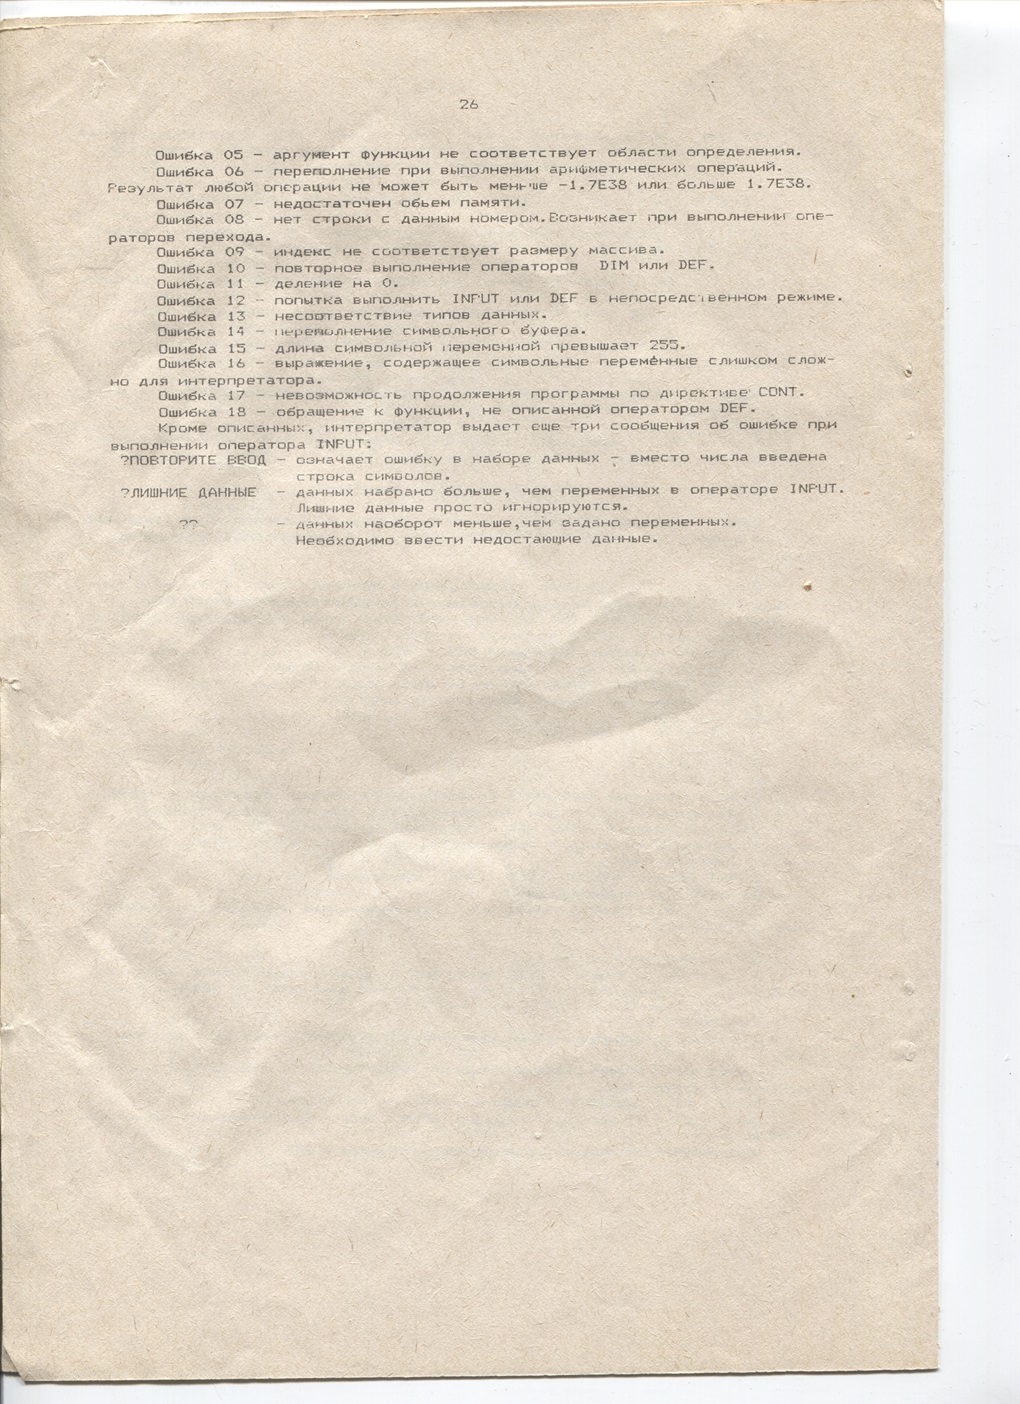 26
Ошибка 05 - аргумент функции не соответствует области определения.
Ошибка 06 - переполнение при выполнении арифметических операций.
Результат любой операции не может быть меньше -1.7E38 или больше 1.7E38.
Ошибка 07 - недостаточен обьем памяти.
Ошибка 08 - нет строки с данным номером.Возникает при выполнении опе-
раторов перехода.
Ошибка 09 - индекс не соответствует размеру массива.
Ошибка 10 - повторное выполнение операторов DIM или DEF.
Ошибка 11 - деление на 0.
Ошибка 12 - попытка выполнить INPUT или DEF в непосредственном режиме.
Ошибка 13 - несоответствие типов данных.
Ошибка 14 - переполнение символьного буфера.
Ошибка 15 - длина символьной переменной превышает 255.
Ошибка 16 - выражение, содержащее символьные переменные слишком слож-
но для интерпретатора.
Ошибка 17 - невозможность продолжения программы по директиве CONT.
Ошибка 18 - обращение к функции, не описанной оператором DEF.
Кроме описанных, интерпретатор выдает еще три сообщения об ошибке при
выполнении оператора INPUT:
?ПОВТОРИТЕ ВВОД - означает ошибку в наборе данных - вместо числа введена
строка символов.
?ЛИШНИЕ ДАННЫЕ - данных набрано больше, чем переменных в операторе INPUT.
Лишние данные просто игнорируются.
?? - данных наоборот меньше,чем задано переменных.
Необходимо ввести недостающие данные.